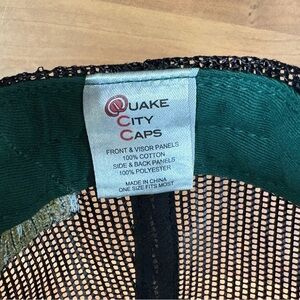 QUAKE
CITY
CAPS
FRONT & VISOR PANELS
100% COTTON
SIDE & BACK PANELS
100% POLYESTER
MADE IN CHINA
ONE SIZE FITS MOST